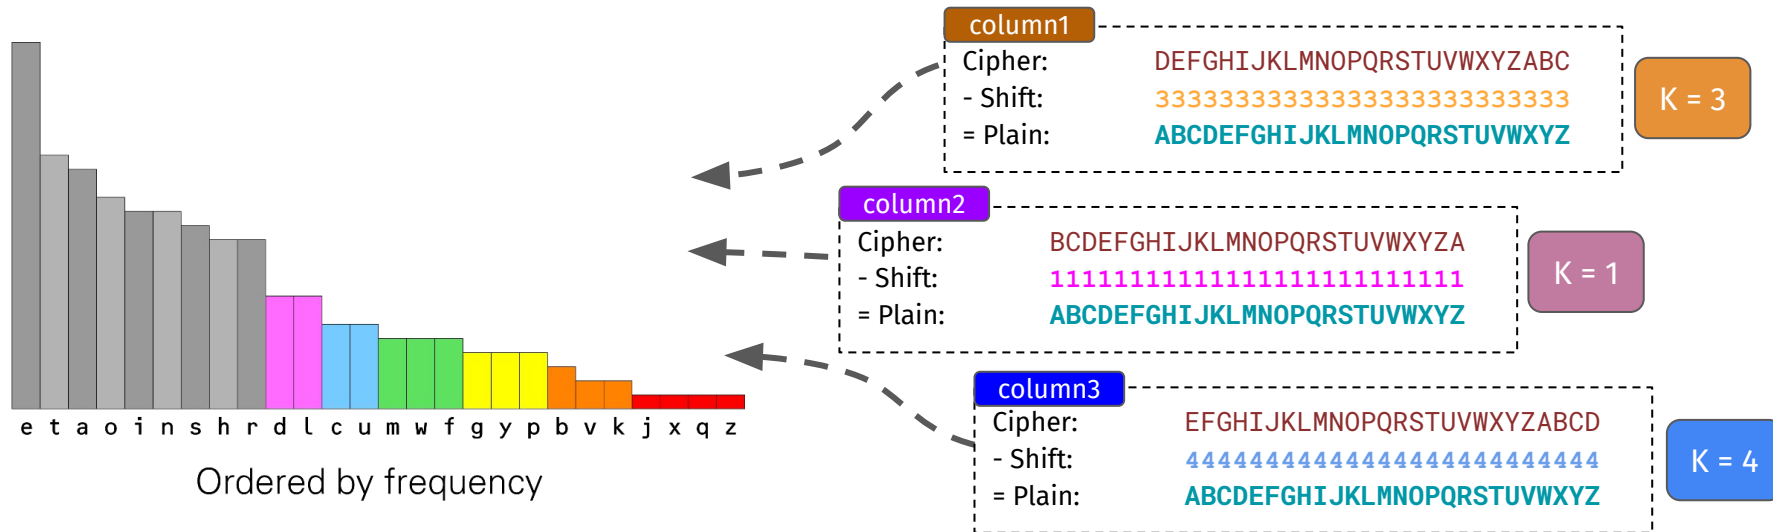 column1
Cipher: DEFGHIJKLMNOPQRSTUVWXYZABC
- Shift: 33333333333333333333333333
= Plain: ABCDEFGHIJKLMNOPQRSTUVWXYZ
K = 3
column2
Cipher: BCDEFGHIJKLMNOPQRSTUVWXYZA
- Shift: 11111111111111111111111111
= Plain: ABCDEFGHIJKLMNOPQRSTUVWXYZ
K = 1
column3
Cipher: EFGHIJKLMNOPQRSTUVWXYZABCD
- Shift: 44444444444444444444444444
= Plain: ABCDEFGHIJKLMNOPQRSTUVWXYZ
K = 4
e t a o i n s h r d l c u m w f g y p b v k j x q z
Ordered by frequency